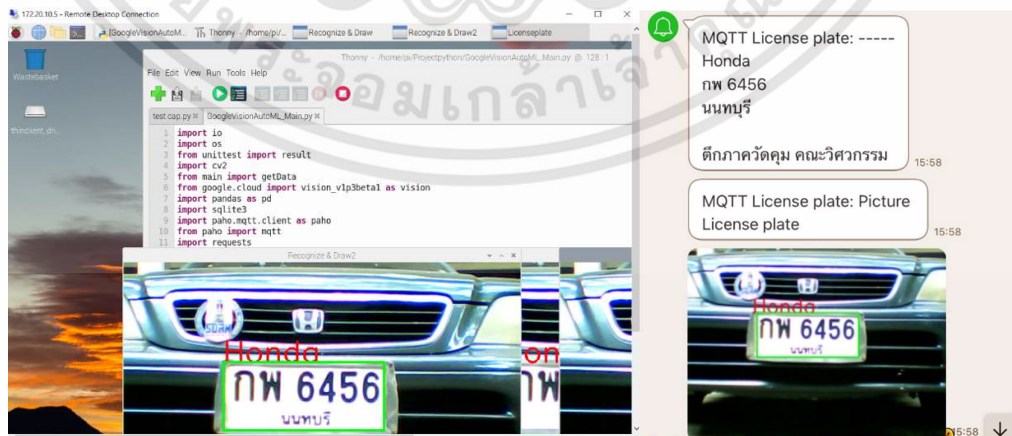 172.20.10.5 - Remote Desktop Connection
[GoogleVisionAutoM...
Thonny - /home/pi/...
Recognize & Draw
Recognize & Draw2
Licenseplate
Wastebasket
thinclient_dri...
Thonny - /home/pi/Projectpython/GoogleVisionAutoML_Main.py @ 128 : 1
File Edit View Run Tools Help
test cap.py
GoogleVisionAutoML_Main.py
1 import io
2 import os
3 from unittest import result
4 import cv2
5 from main import getData
6 from google.cloud import vision_v1p3beta1 as vision
7 import pandas as pd
8 import sqlite3
9 import paho.mqtt.client as paho
10 from paho import mqtt
11 import requests
Recognize & Draw2
Honda
กพ 6456
นนทบุรี
on
กพ
MQTT License plate: -----
Honda
กพ 6456
นนทบุรี
ตึกภาควัดคุม คณะวิศวกรรม
15:58
MQTT License plate: Picture
License plate
15:58
Honda
กพ 6456
นนทบุรี
15:58